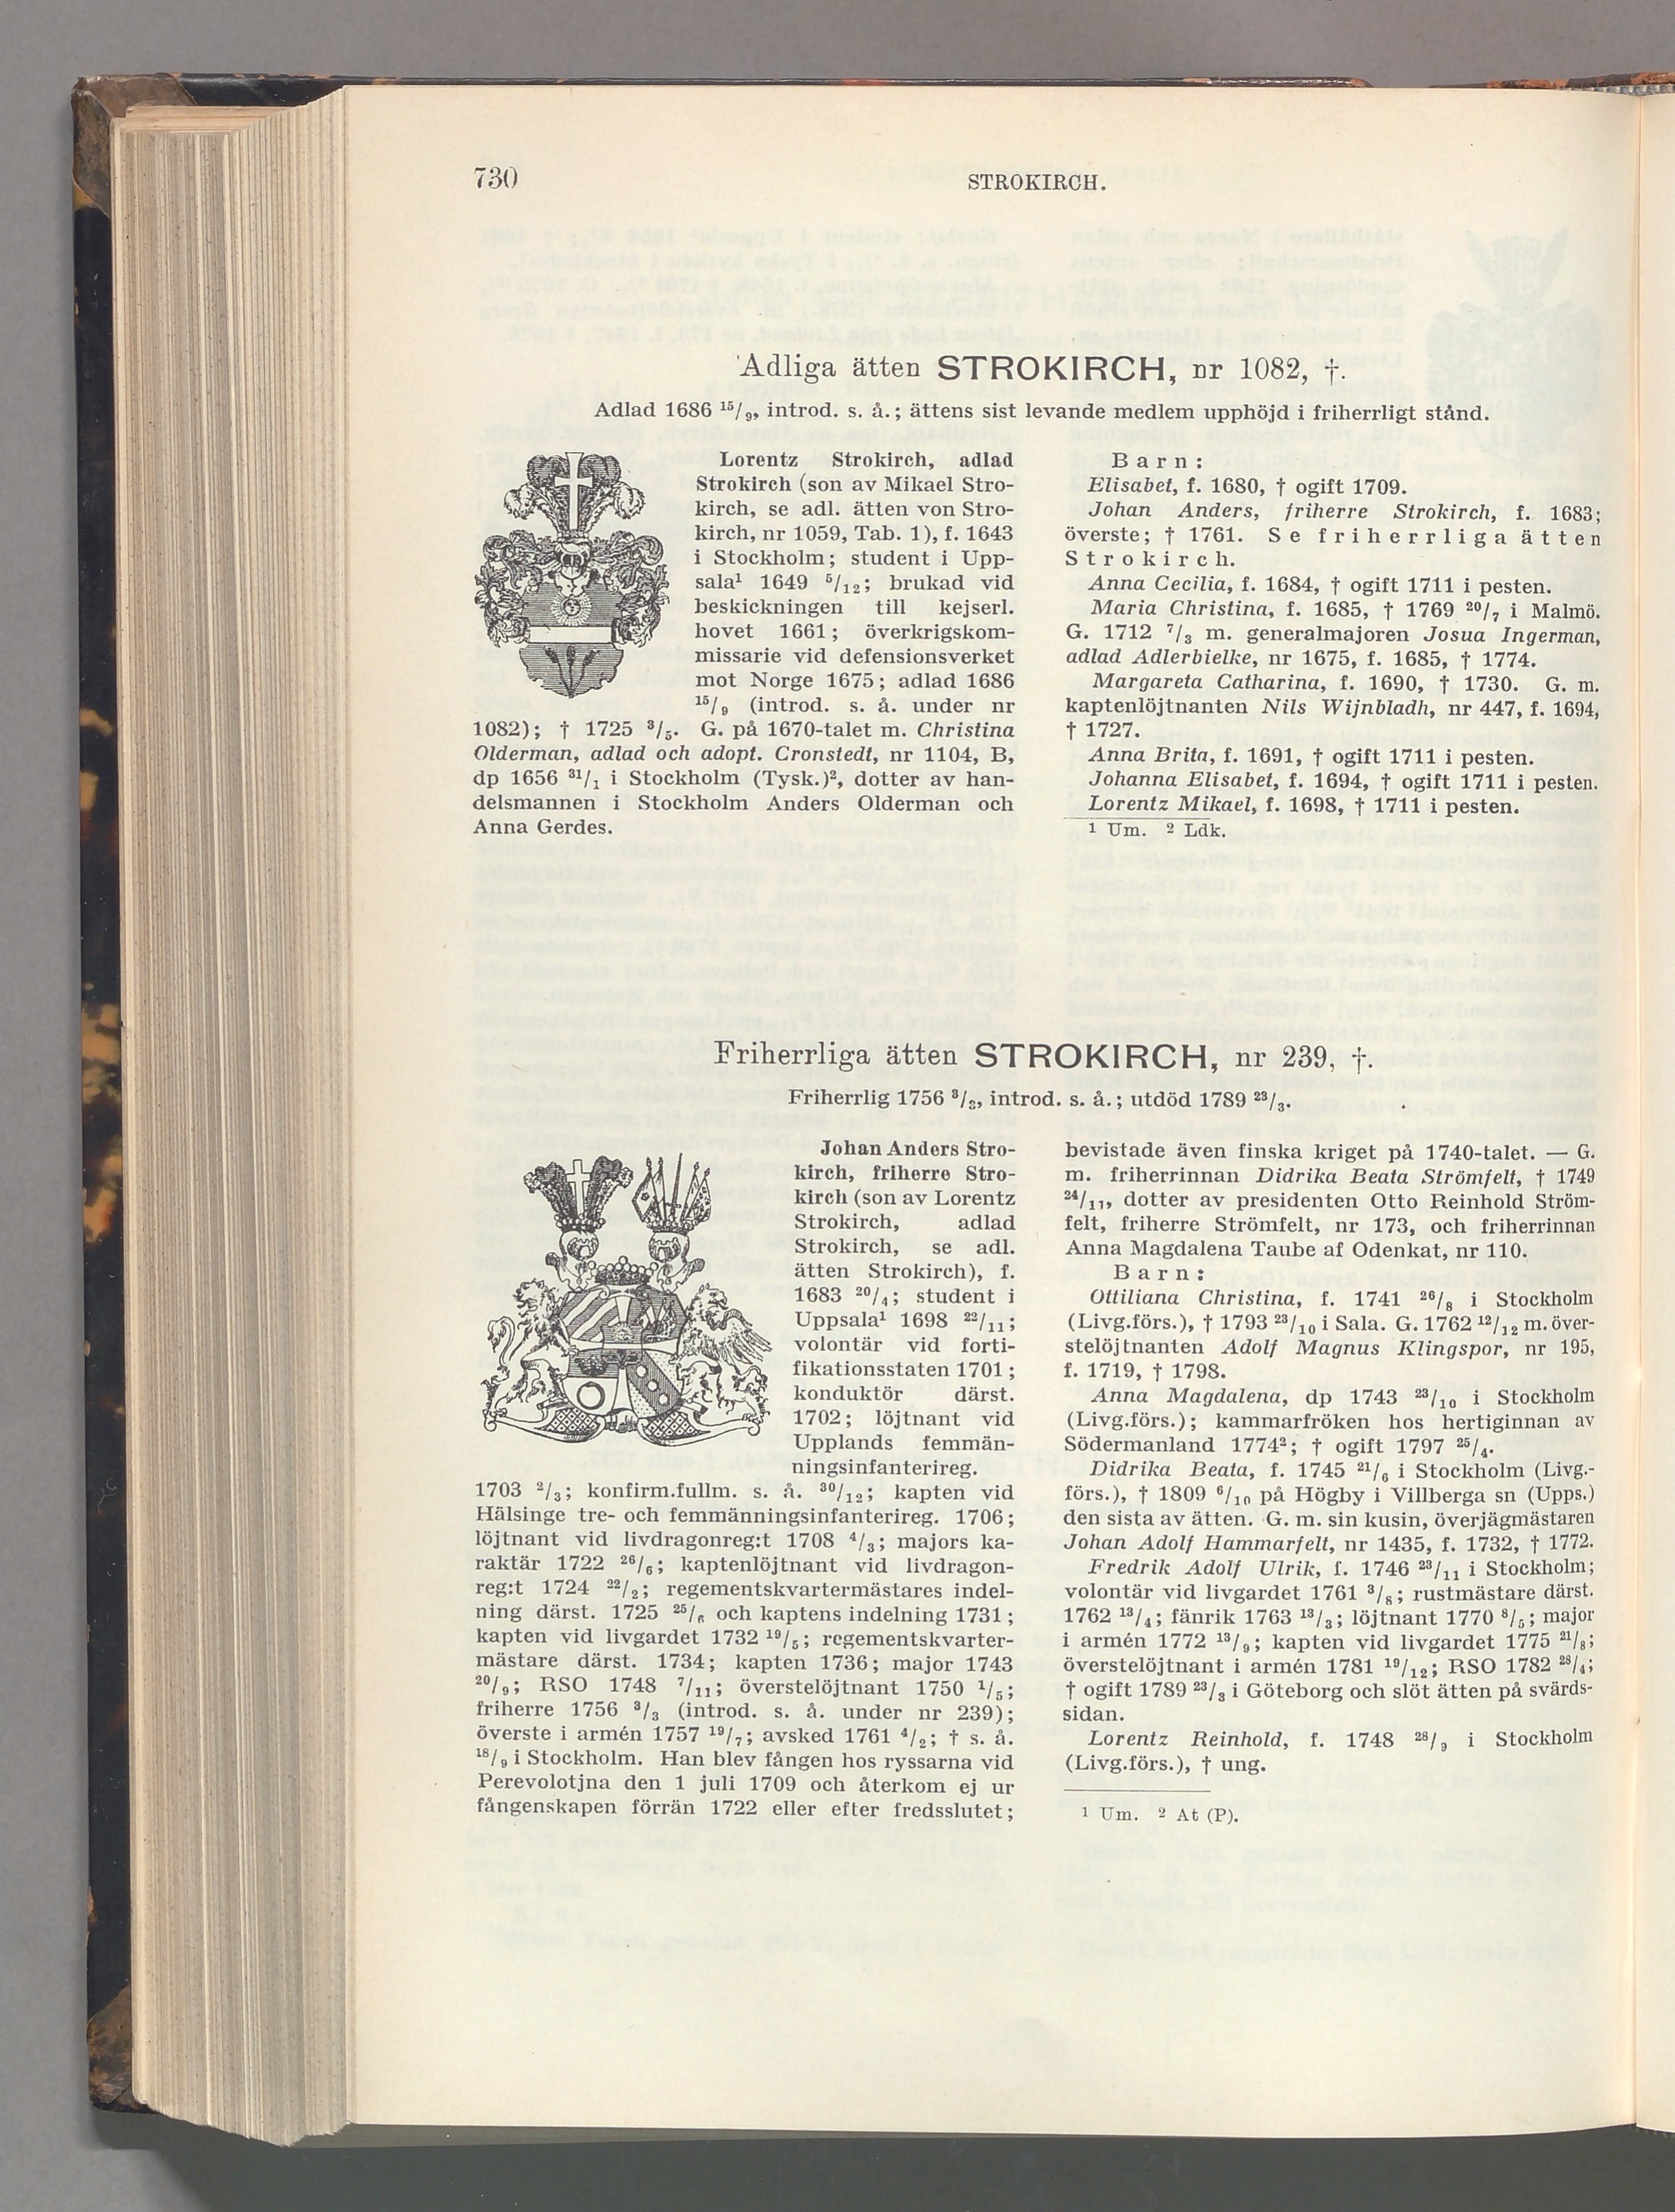 730
STROKIRCH.
Adliga ätten STROKIRCH, nr 1082, †.
Adlad 1686 15/9, introd. s. å.; ättens sist levande medlem upphöjd i friherrligt stånd.
Lorentz Strokirch, adlad
Strokirch (son av Mikael Stro-
kirch, se adl. ätten von Stro-
kirch, nr 1059, Tab. 1), f. 1643
i Stockholm; student i Upp-
sala¹ 1649 5/12; brukad vid
beskickningen till kejserl.
hovet 1661; överkrigskom-
missarie vid defensionsverket
mot Norge 1675; adlad 1686
15/9 (introd. s. å. under nr
1082); † 1725 3/5. G. på 1670-talet m. Christina
Olderman, adlad och adopt. Cronstedt, nr 1104, B,
dp 1656 31/1 i Stockholm (Tysk.)², dotter av han-
delsmannen i Stockholm Anders Olderman och
Anna Gerdes.
Barn:
Elisabet, f. 1680, † ogift 1709.
Johan Anders, friherre Strokirch, f. 1683;
överste; † 1761. Se friherrliga ätten
Strokirch.
Anna Cecilia, f. 1684, † ogift 1711 i pesten.
Maria Christina, f. 1685, † 1769 20/7 i Malmö.
G. 1712 7/3 m. generalmajoren Josua Ingerman,
adlad Adlerbielke, nr 1675, f. 1685, † 1774.
Margareta Catharina, f. 1690, † 1730. G. m.
kaptenlöjtnanten Nils Wijnbladh, nr 447, f. 1694,
† 1727.
Anna Brita, f. 1691, † ogift 1711 i pesten.
Johanna Elisabet, f. 1694, † ogift 1711 i pesten.
Lorentz Mikael, f. 1698, † 1711 i pesten.
¹ Um. ² Ldk.
Friherrliga ätten STROKIRCH, nr 239, †.
Friherrlig 1756 3/3, introd. s. å.; utdöd 1789 23/3.
Johan Anders Stro-
kirch, friherre Stro-
kirch (son av Lorentz
Strokirch, adlad
Strokirch, se adl.
ätten Strokirch), f.
1683 20/4; student i
Uppsala¹ 1698 22/11;
volontär vid forti-
fikationsstaten 1701;
konduktör därst.
1702; löjtnant vid
Upplands femmän-
ningsinfanterireg.
1703 2/3; konfirm.fullm. s. å. 30/12; kapten vid
Hälsinge tre- och femmänningsinfanterireg. 1706;
löjtnant vid livdragonreg:t 1708 4/3; majors ka-
raktär 1722 26/6; kaptenlöjtnant vid livdragon-
reg:t 1724 22/2; regementskvartermästares indel-
ning därst. 1725 25/6 och kaptens indelning 1731;
kapten vid livgardet 1732 19/5; regementskvarter-
mästare därst. 1734; kapten 1736; major 1743
20/9; RSO 1748 7/11; överstelöjtnant 1750 1/5;
friherre 1756 3/3 (introd. s. å. under nr 239);
överste i armén 1757 19/7; avsked 1761 4/2; † s. å.
18/9 i Stockholm. Han blev fången hos ryssarna vid
Perevolotjna den 1 juli 1709 och återkom ej ur
fångenskapen förrän 1722 eller efter fredsslutet;
bevistade även finska kriget på 1740-talet. — G.
m. friherrinnan Didrika Beata Strömfelt, † 1749
24/11, dotter av presidenten Otto Reinhold Ström-
felt, friherre Strömfelt, nr 173, och friherrinnan
Anna Magdalena Taube af Odenkat, nr 110.
Barn:
Ottiliana Christina, f. 1741 26/8 i Stockholm
(Livg.förs.), † 1793 23/10 i Sala. G. 1762 12/12 m. över-
stelöjtnanten Adolf Magnus Klingspor, nr 195,
f. 1719, † 1798.
Anna Magdalena, dp 1743 23/10 i Stockholm
(Livg.förs.); kammarfröken hos hertiginnan av
Södermanland 1774²; † ogift 1797 25/4.
Didrika Beata, f. 1745 21/6 i Stockholm (Livg.-
förs.), † 1809 6/10 på Högby i Villberga sn (Upps.)
den sista av ätten. G. m. sin kusin, överjägmästaren
Johan Adolf Hammarfelt, nr 1435, f. 1732, † 1772.
Fredrik Adolf Ulrik, f. 1746 23/11 i Stockholm;
volontär vid livgardet 1761 3/8; rustmästare därst.
1762 13/4; fänrik 1763 13/3; löjtnant 1770 8/5; major
i armén 1772 13/9; kapten vid livgardet 1775 21/8;
överstelöjtnant i armén 1781 19/12; RSO 1782 28/4;
† ogift 1789 23/3 i Göteborg och slöt ätten på svärds-
sidan.
Lorentz Reinhold, f. 1748 28/9 i Stockholm
(Livg.förs.), † ung.
¹ Um. ² At (P).